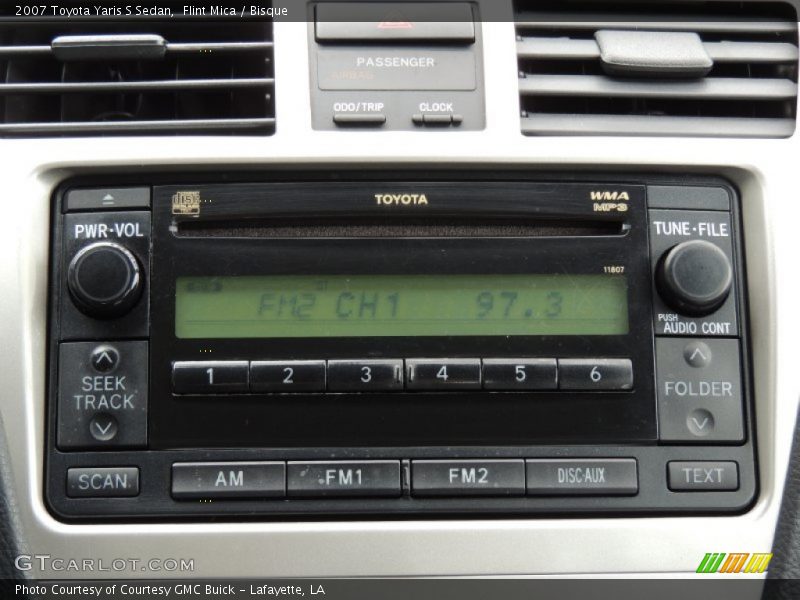 2007 Toyota Yaris S Sedan,  Flint Mica / Bisque
PASSENGER
AIRBAG
ODO/TRIP CLOCK
TOYOTA
WMA
MP3
PWR·VOL
TUNE·FILE
11807
FM2 CH1 97.3
PUSH
AUDIO CONT
1 2 3 4 5 6
SEEK
TRACK
FOLDER
SCAN
AM FM1 FM2 DISC·AUX
TEXT
GTCARLOT.COM
Photo Courtesy of Courtesy GMC Buick - Lafayette, LA